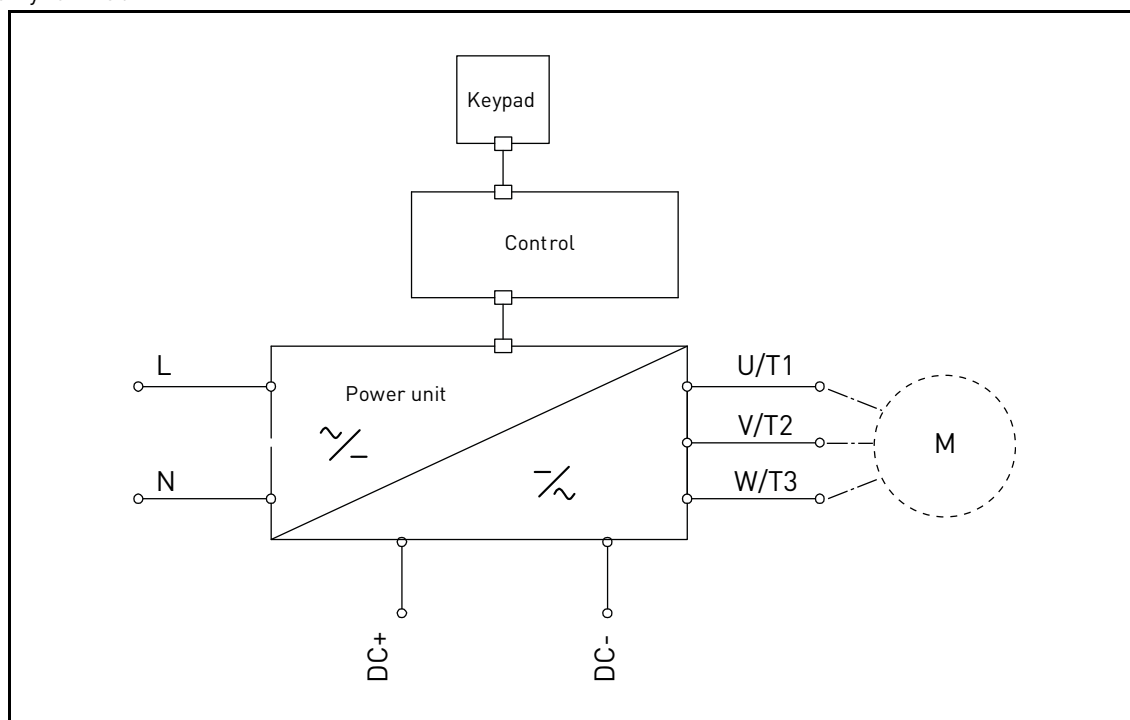 Keypad
Control
L
Power unit
U/T1
V/T2
M
N
W/T3
DC+
DC-